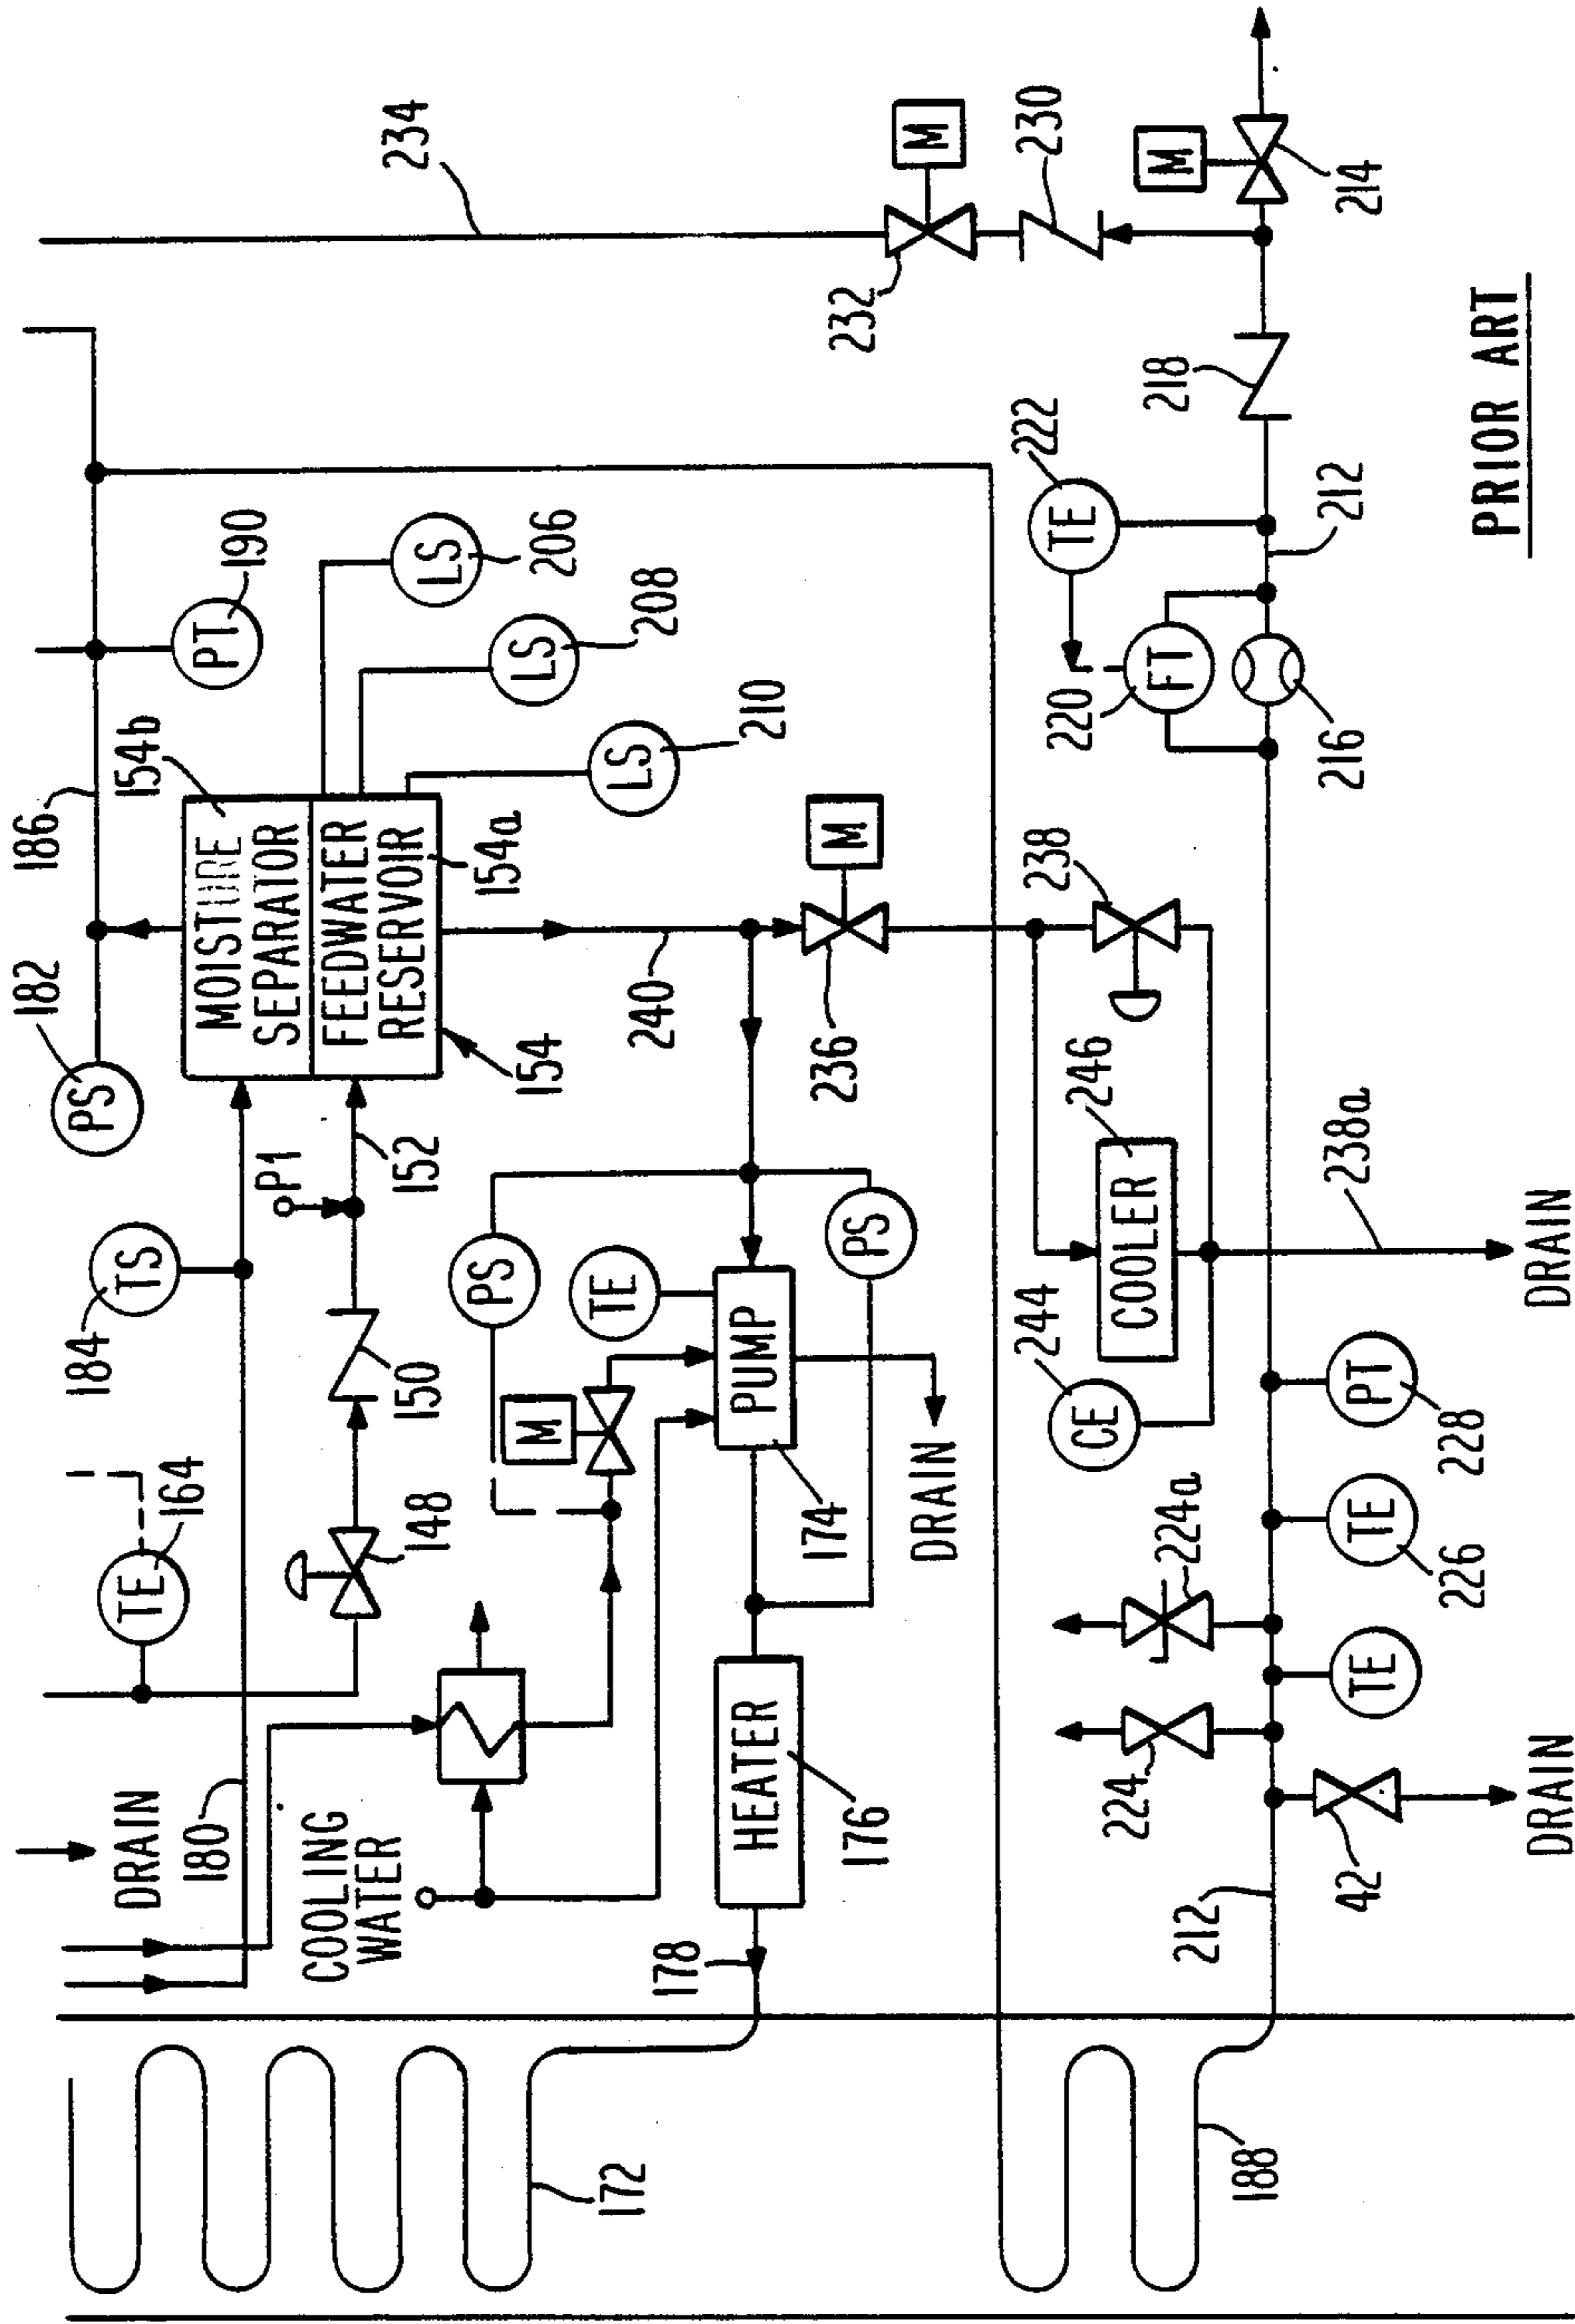 234
M
232
230
M
214
218
PRIOR ART
222
TE
212
220
FT
216
186
182
PS
PT
190
154b
MOISTURE
SEPARATOR
FEEDWATER
RESERVOIR
154a
154
LS
206
LS
208
LS
210
240
M
236
238
246
COOLER
244
CE
238a
DRAIN
184
TS
P1
152
150
164
TE
148
PS
TE
PS
M
PUMP
174
DRAIN
DRAIN
180
COOLING
WATER
HEATER
176
178
172
188
PT
228
TE
226
224a
TE
224
42
212
DRAIN